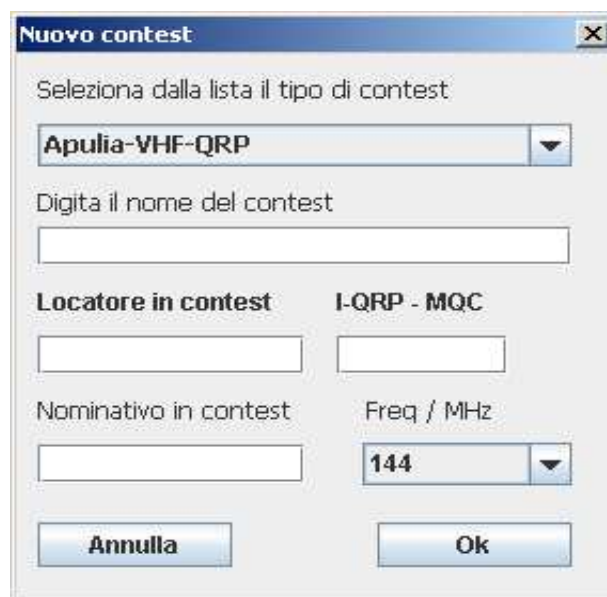 Nuovo contest
Seleziona dalla lista il tipo di contest
Apulia-VHF-QRP
Digita il nome del contest
Locatore in contest I-QRP - MQC
Nominativo in contest Freq / MHz
144
Annulla Ok